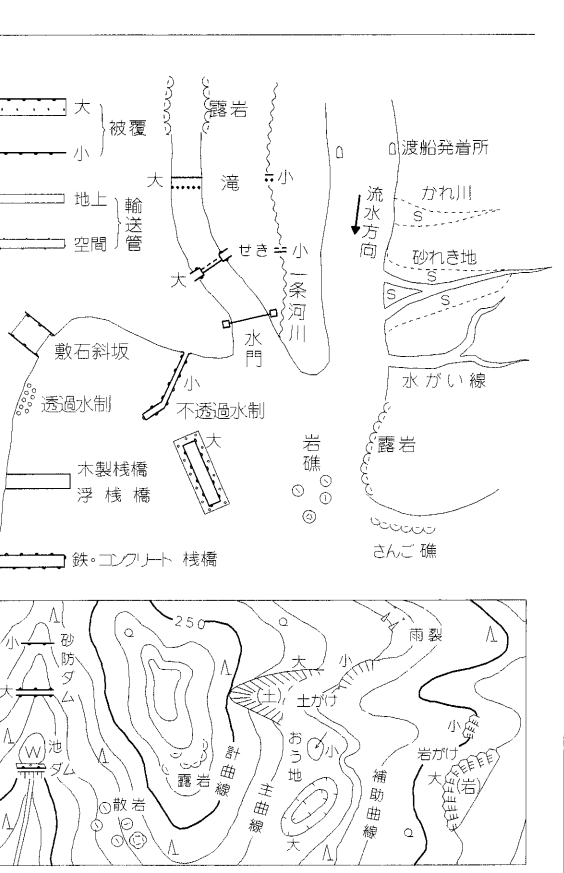 大
被覆
小
地上
空間
輸送管
露岩
大
滝
小
せき
小
大
一条河川
水門
渡船発着所
流水方向
かれ川
S
砂れき地
S
S
S
水がい線
敷石斜坂
透過水制
小
不透過水制
大
岩礁
露岩
木製桟橋
浮桟橋
さんご礁
鉄・コンクリート桟橋
小
砂防ダム
大
W
池
ダム
250
露岩
散岩
計曲線
主曲線
大
小
土
土がけ
おう地
小
大
補助曲線
雨裂
小
岩がけ
大
(岩)